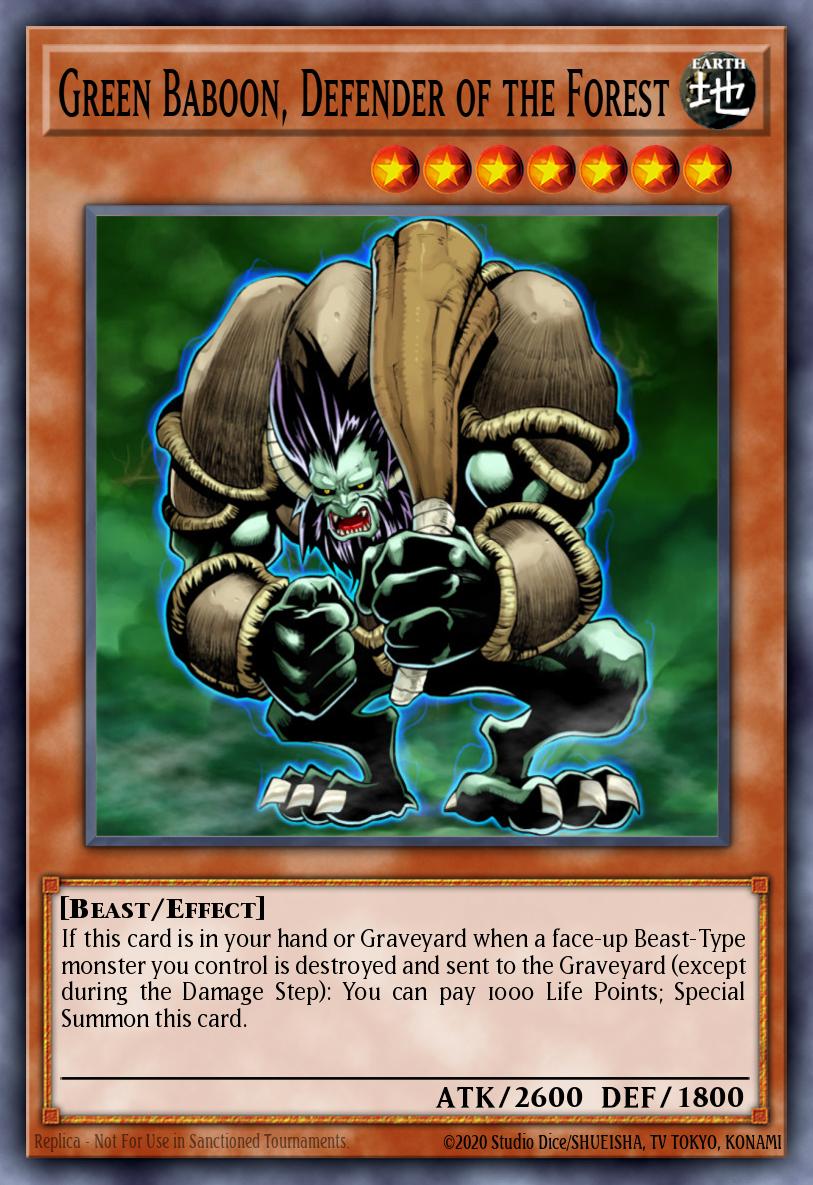 Green Baboon, Defender of the Forest
EARTH
地
[Beast/Effect]
If this card is in your hand or Graveyard when a face-up Beast-Type
monster you control is destroyed and sent to the Graveyard (except
during the Damage Step): You can pay 1000 Life Points; Special
Summon this card.
ATK/2600 DEF/1800
Replica - Not For Use in Sanctioned Tournaments.
©2020 Studio Dice/SHUEISHA, TV TOKYO, KONAMI